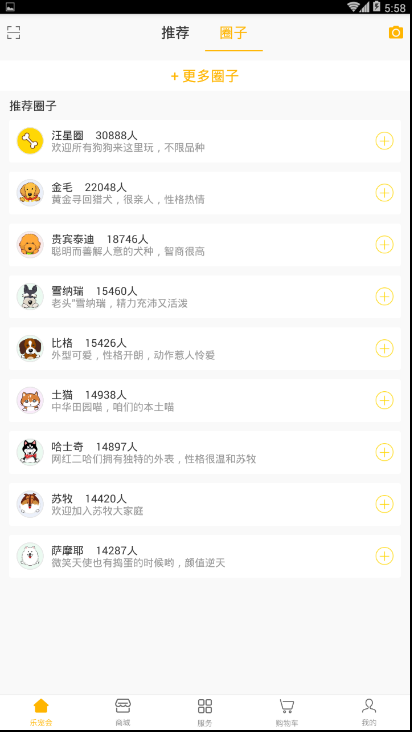 5:58
推荐
圈子
+ 更多圈子
推荐圈子
汪星圈 30888人
欢迎所有狗狗来这里玩，不限品种
金毛 22048人
黄金寻回猎犬，很亲人，性格热情
贵宾泰迪 18746人
聪明而善解人意的犬种，智商很高
雪纳瑞 15460人
老头"雪纳瑞，精力充沛又活泼
比格 15426人
外型可爱，性格开朗，动作惹人怜爱
土猫 14938人
中华田园喵，咱们的本土喵
哈士奇 14897人
网红二哈们拥有独特的外表，性格很温和苏牧
苏牧 14420人
欢迎加入苏牧大家庭
萨摩耶 14287人
微笑天使也有捣蛋的时候哟，颜值逆天
商城
服务
购物车
我的